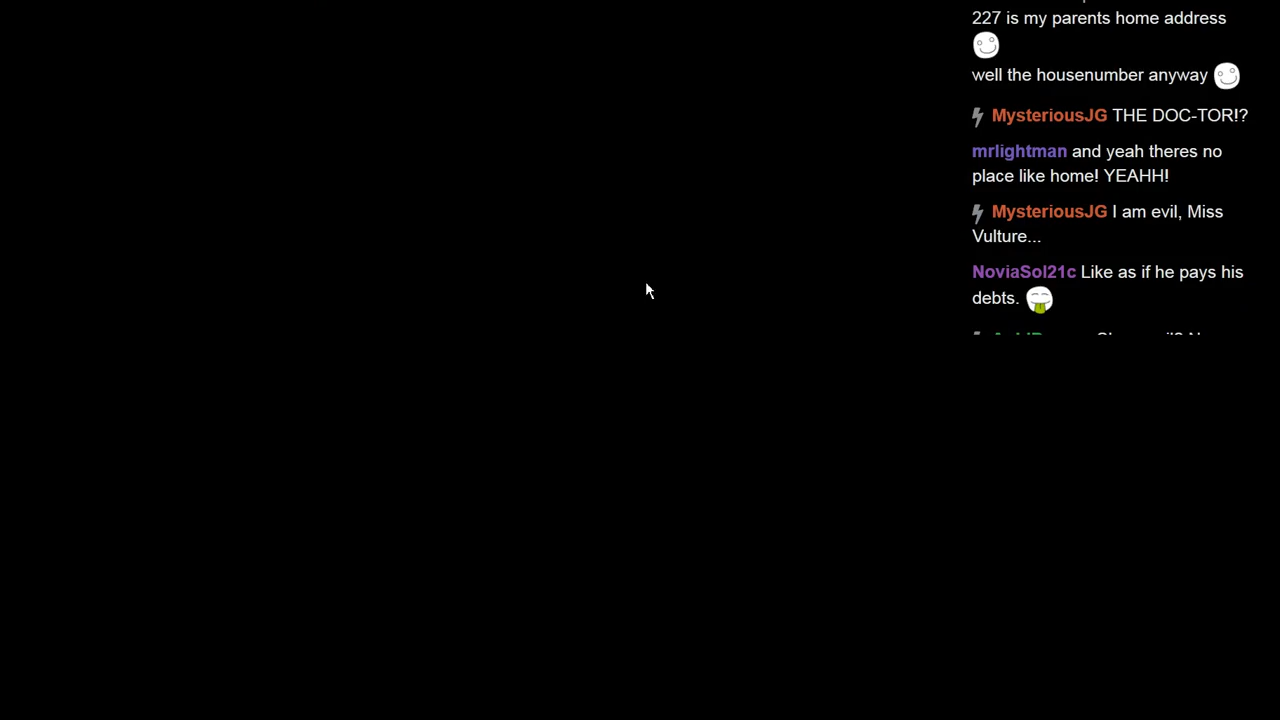 227 is my parents home address
well the housenumber anyway
MysteriousJG THE DOC-TOR!?
mrlightman and yeah theres no
place like home! YEAHH!
MysteriousJG I am evil, Miss
Vulture...
NoviaSol21c Like as if he pays his
debts.